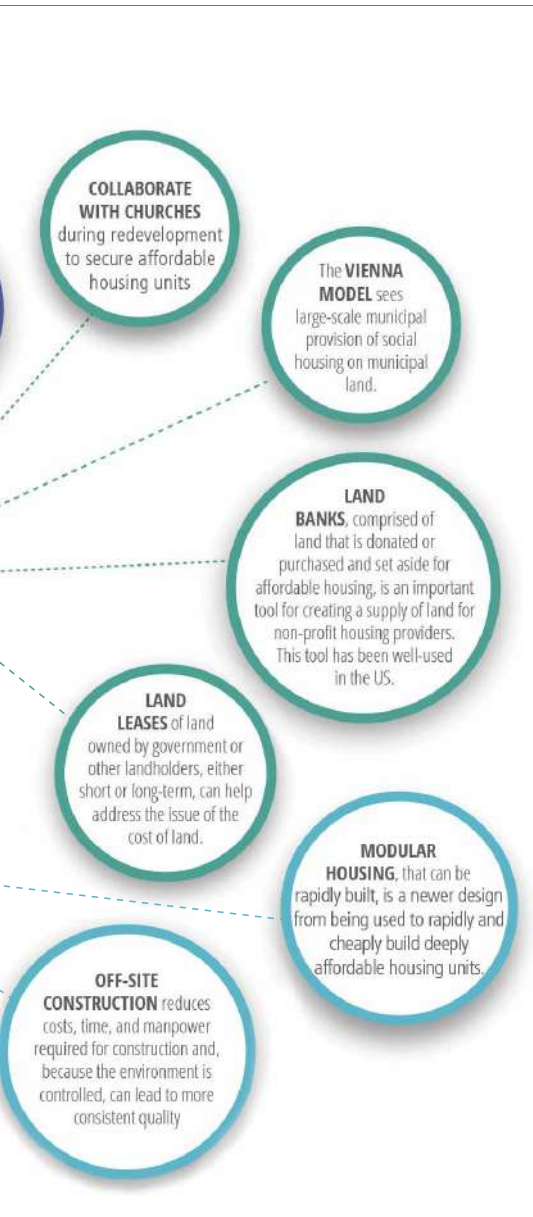 COLLABORATE
WITH CHURCHES
during redevelopment
to secure affordable
housing units
The VIENNA
MODEL sees
large-scale municipal
provision of social
housing on municipal
land.
LAND
BANKS, comprised of
land that is donated or
purchased and set aside for
affordable housing, is an important
tool for creating a supply of land for
non-profit housing providers.
This tool has been well-used
in the US.
LAND
LEASES of land
owned by government or
other landholders, either
short or long-term, can help
address the issue of the
cost of land.
MODULAR
HOUSING, that can be
rapidly built, is a newer design
from being used to rapidly and
cheaply build deeply
affordable housing units.
OFF-SITE
CONSTRUCTION reduces
costs, time, and manpower
required for construction and,
because the environment is
controlled, can lead to more
consistent quality